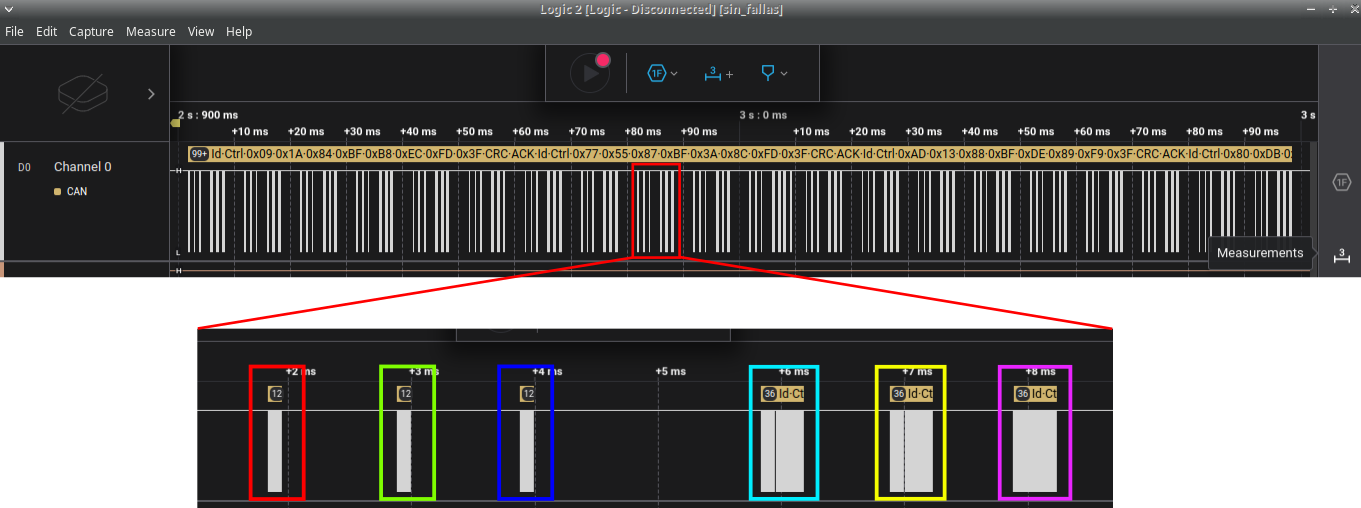 Logic 2 [Logic - Disconnected] [sin_fallas]
File Edit Capture Measure View Help
1F 3 +
2 s : 900 ms 3 s : 0 ms 3 s
+10 ms +20 ms +30 ms +40 ms +50 ms +60 ms +70 ms +80 ms +90 ms +10 ms +20 ms +30 ms +40 ms +50 ms +60 ms +70 ms +80 ms +90 ms
99+ Id·Ctrl·0x09·0x1A·0x84·0xBF·0xB8·0xEC·0xFD·0x3F·CRC·ACK·Id·Ctrl·0x77·0x55·0x87·0xBF·0x3A·0x8C·0xFD·0x3F·CRC·ACK·Id·Ctrl·0xAD·0x13·0x88·0xBF·0xDE·0x89·0xF9·0x3F·CRC·ACK·Id·Ctrl·0x80·0xDB·0
D0 Channel 0
H
1F
CAN
L
Measurements 3
H
+2 ms +3 ms +4 ms +5 ms +6 ms +7 ms +8 ms
12 12 12 36 Id·Ct 36 Id·Ct 36 Id·Ct